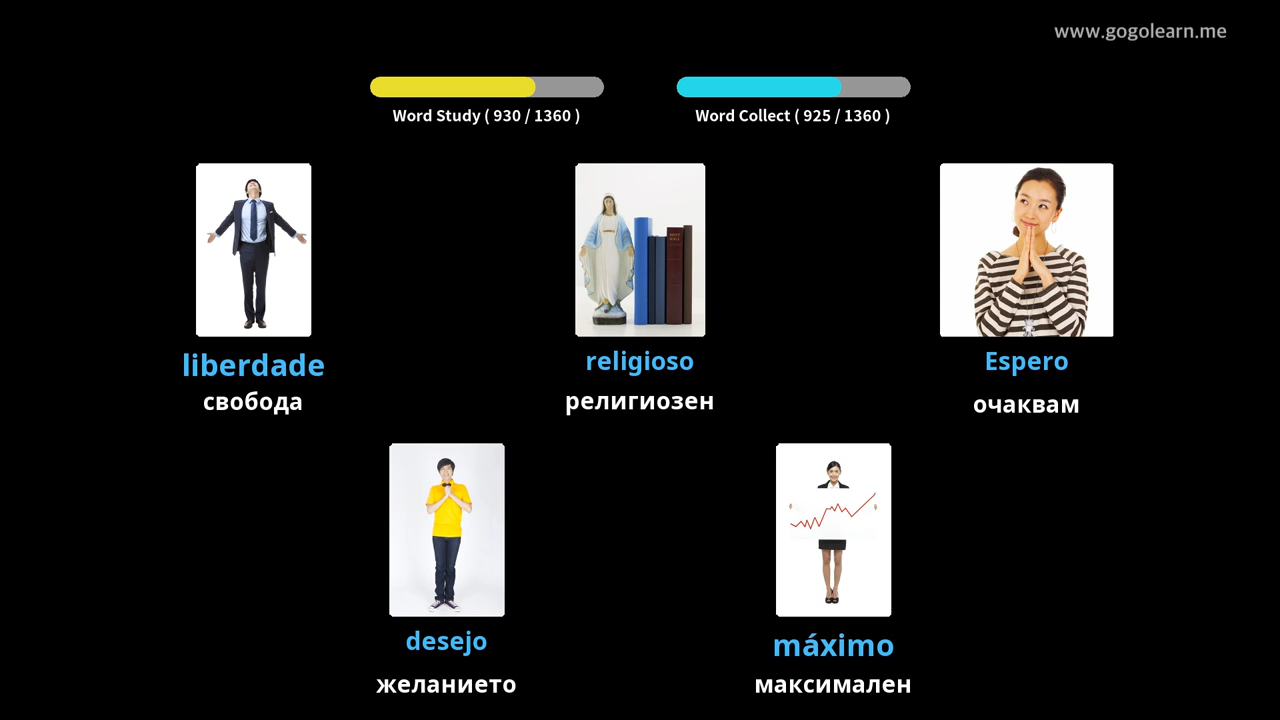 www.gogolearn.me
Word Study ( 930 / 1360 )
Word Collect ( 925 / 1360 )
liberdade
свобода
religioso
религиозен
Espero
очаквам
desejo
желанието
máximo
максимален